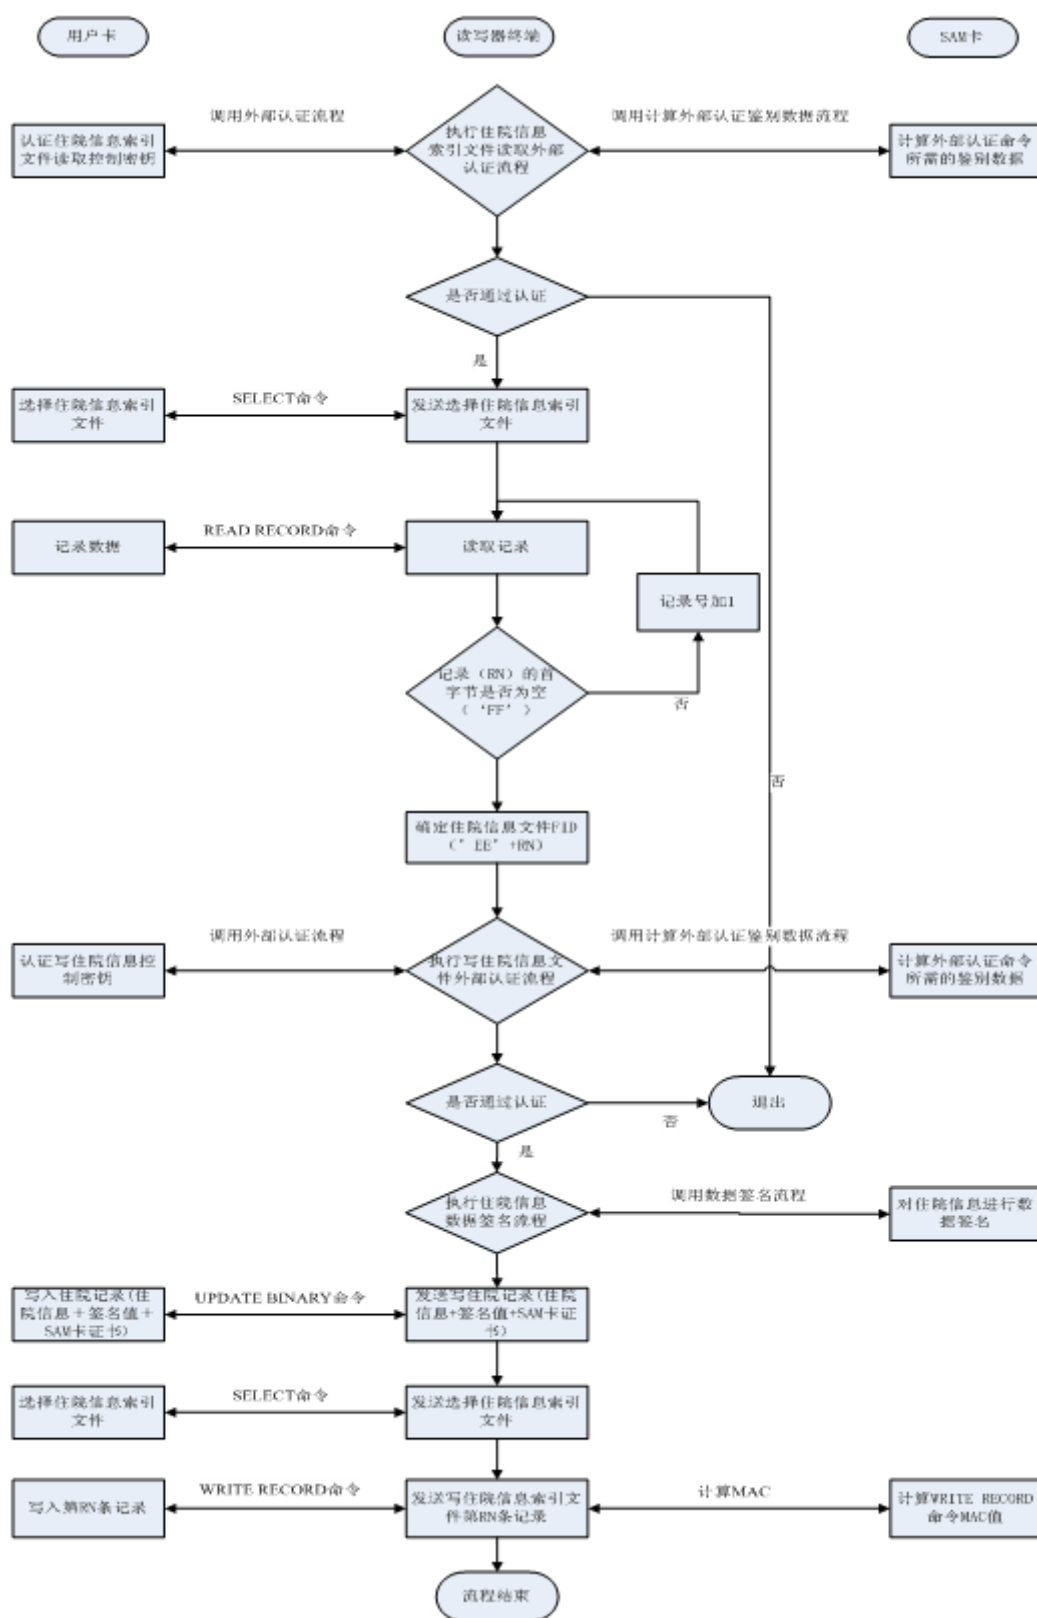 用户卡
读写器终端
SAM卡
调用外部认证流程
调用计算外部认证鉴别数据流程
认证住院信息索引
文件读取控制密钥
执行住院信息
索引文件读取外部
认证流程
计算外部认证命令
所需的鉴别数据
是否通过认证
是
选择住院信息索引
文件
SELECT命令
发送选择住院信息索引
文件
记录数据
READ RECORD命令
读取记录
记录号加1
记录（RN）的首
字节是否为空
（‘FF’）
否
否
确定住院信息文件FID
(”EE”+RN)
调用外部认证流程
调用计算外部认证鉴别数据流程
认证写住院信息控
制密钥
执行写住院信息文
件外部认证流程
计算外部认证命令
所需的鉴别数据
是否通过认证
否
退出
是
执行住院信息
数据签名流程
调用数据签名流程
对住院信息进行数
据签名
写入住院记录(住
院信息＋签名值＋
SAM卡证书)
UPDATE BINARY命令
发送写住院记录(住院
信息+签名值+SAM卡证
书)
选择住院信息索引
文件
SELECT命令
发送选择住院信息索引
文件
写入第RN条记录
WRITE RECORD命令
发送写住院信息索引文
件第RN条记录
计算MAC
计算WRITE RECORD
命令MAC值
流程结束